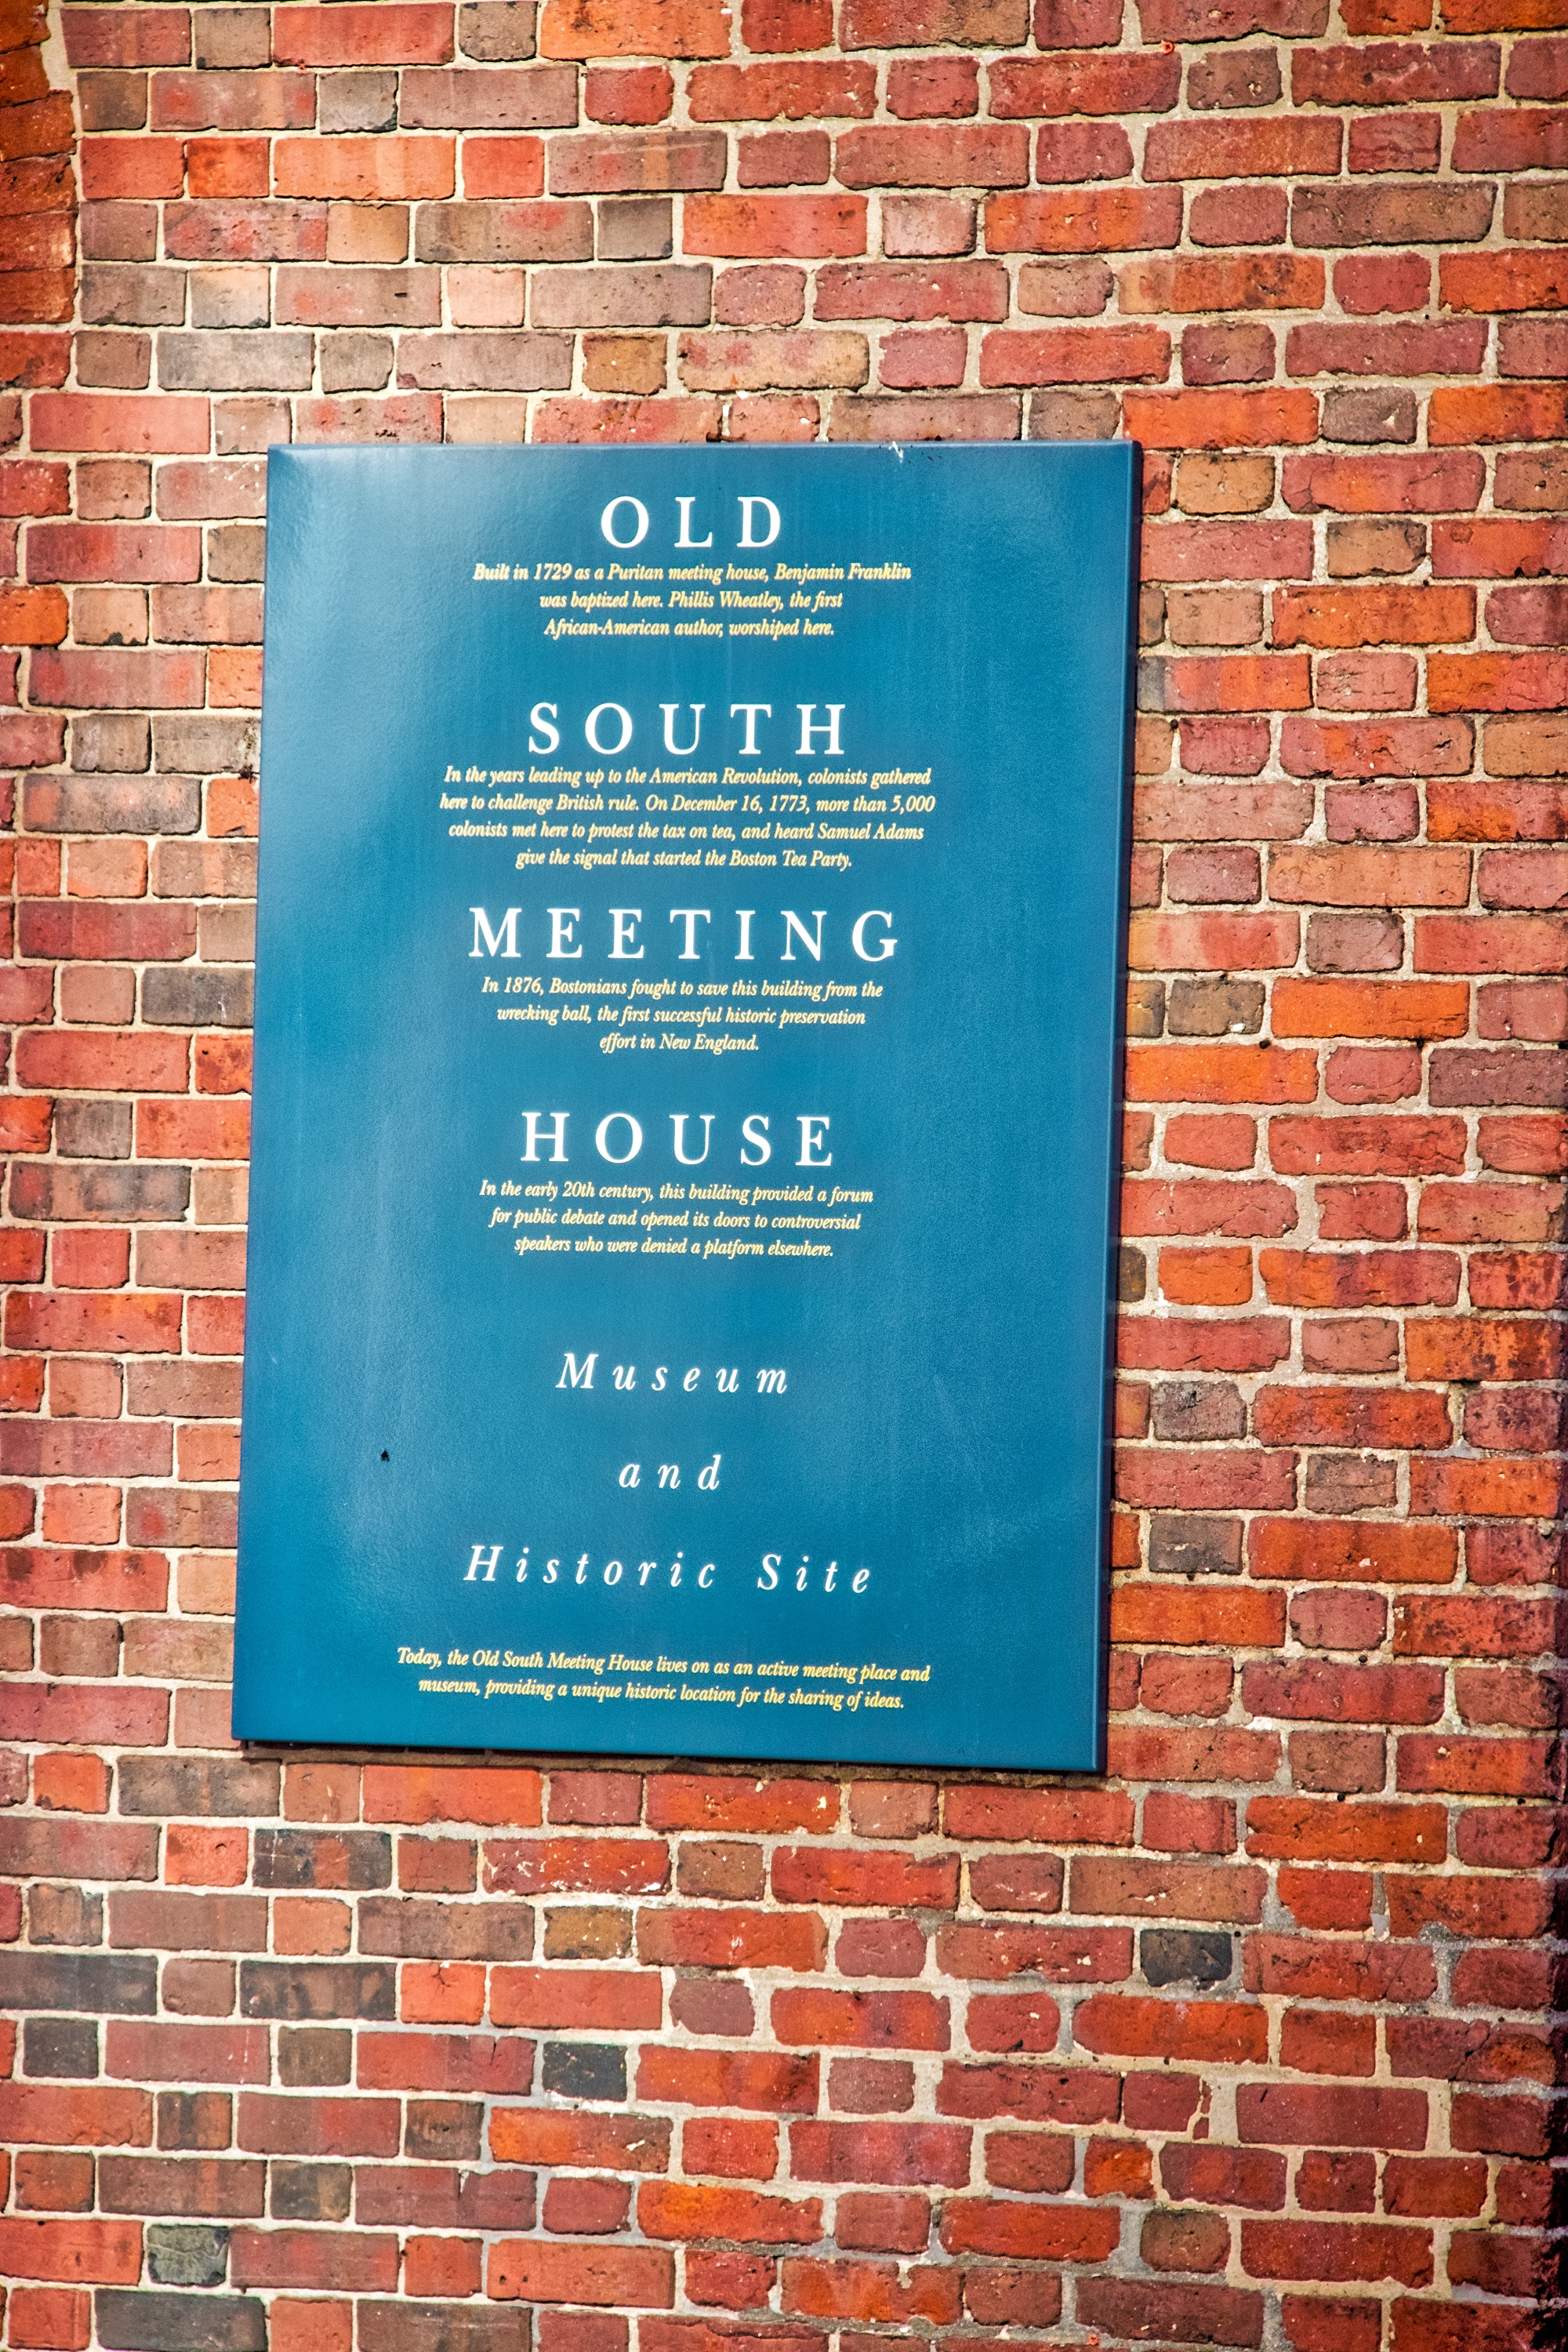 OLD
Built in 1729 as a Puritan meeting house, Benjamin Franklin
was baptized here. Phillis Wheatley, the first
African-American author, worshiped here.
SOUTH
In the years leading up to the American Revolution, colonists gathered
here to challenge British rule. On December 16, 1773, more than 5,000
colonists met here to protest the tax on tea, and heard Samuel Adams
give the signal that started the Boston Tea Party.
MEETING
In 1876, Bostonians fought to save this building from the
wrecking ball, the first successful historic preservation
effort in New England.
HOUSE
In the early 20th century, this building provided a forum
for public debate and opened its doors to controversial
speakers who were denied a platform elsewhere.
Museum
and
Historic Site
Today, the Old South Meeting House lives on as an active meeting place and
museum, providing a unique historic location for the sharing of ideas.